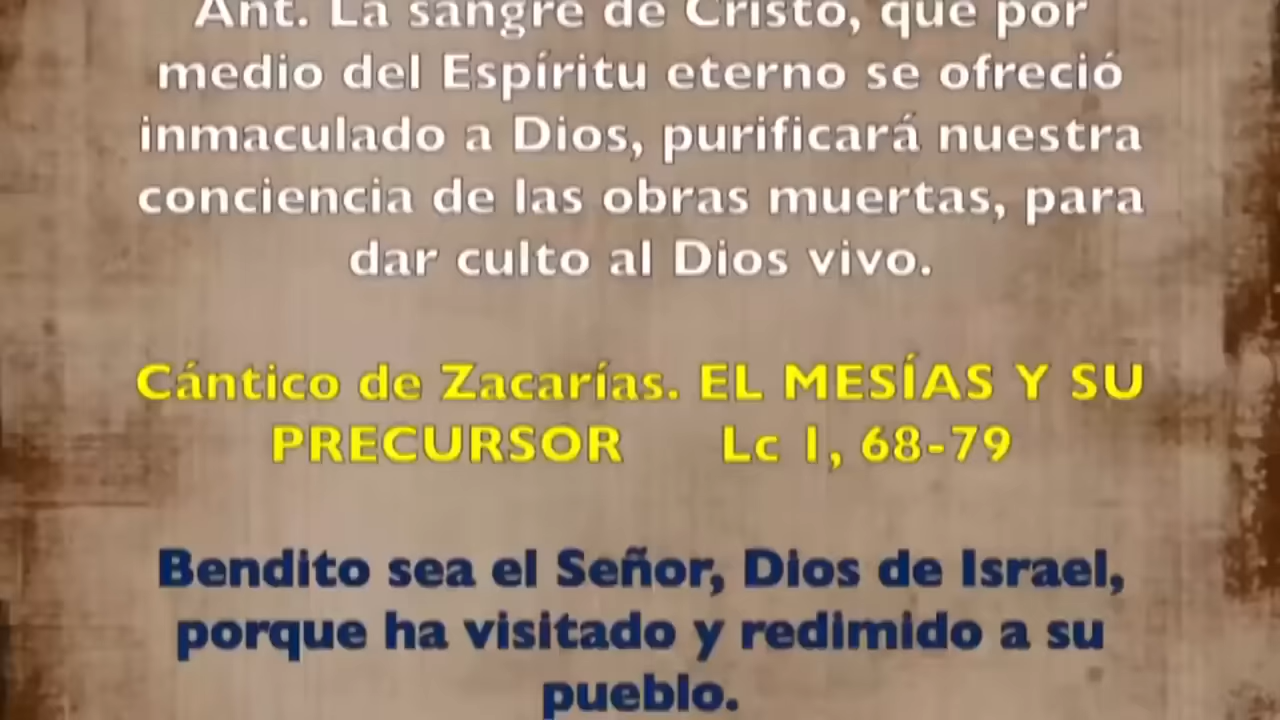 Ant. La sangre de Cristo, que por
medio del Espíritu eterno se ofreció
inmaculado a Dios, purificará nuestra
conciencia de las obras muertas, para
dar culto al Dios vivo.
Cántico de Zacarías. EL MESÍAS Y SU
PRECURSOR Lc 1, 68-79
Bendito sea el Señor, Dios de Israel,
porque ha visitado y redimido a su
pueblo.